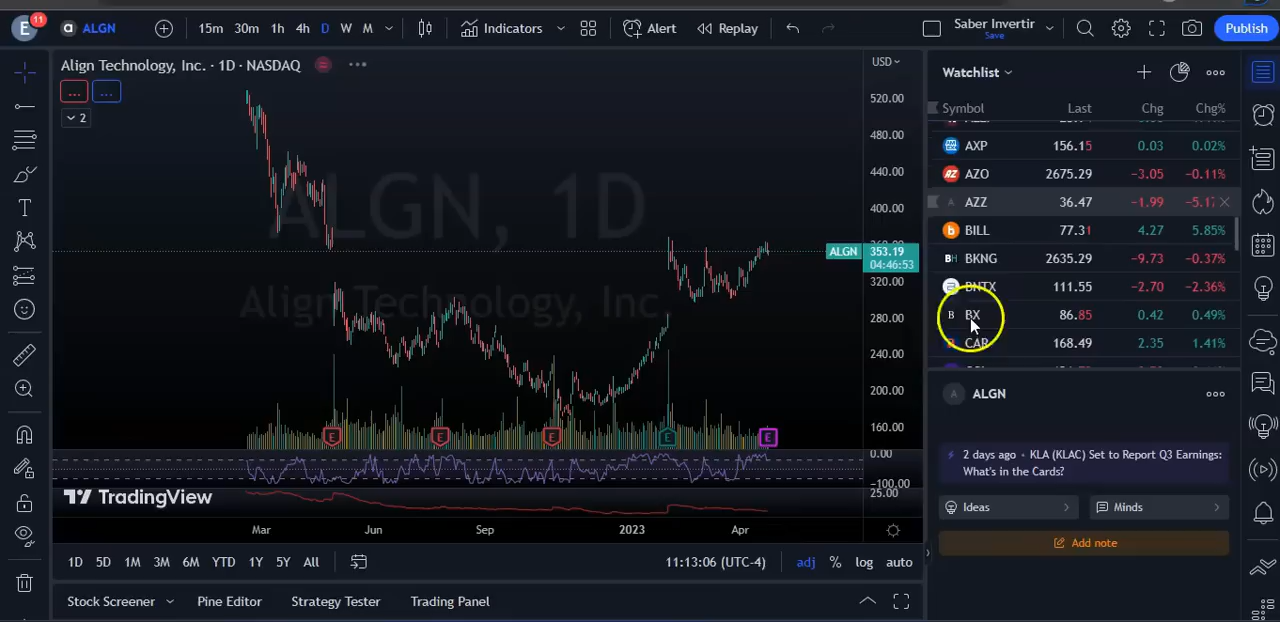 E 11 ALGN 15m 30m 1h 4h D W M Indicators Alert Replay Saber Invertir Save Publish
Align Technology, Inc. · 1D · NASDAQ
... ...
2
ALGN, 1D
Align Technology, Inc.
USD
520.00
480.00
440.00
400.00
ALGN 353.19
04:46:53
320.00
280.00
240.00
200.00
160.00
0.00
-100.00
25.00
E E E E E
TradingView
Mar Jun Sep 2023 Apr
1D 5D 1M 3M 6M YTD 1Y 5Y All 11:13:06 (UTC-4) adj % log auto
Stock Screener Pine Editor Strategy Tester Trading Panel
Watchlist
Symbol Last Chg Chg%
AXP 156.15 0.03 0.02%
AZO 2675.29 −3.05 −0.11%
AZZ 36.47 −1.99 −5.17
BILL 77.31 4.27 5.85%
BH BKNG 2635.29 −9.73 −0.37%
BNTX 111.55 −2.70 −2.36%
B BX 86.85 0.42 0.49%
CAR 168.49 2.35 1.41%
A ALGN
2 days ago • KLA (KLAC) Set to Report Q3 Earnings:
What's in the Cards?
Ideas Minds
Add note